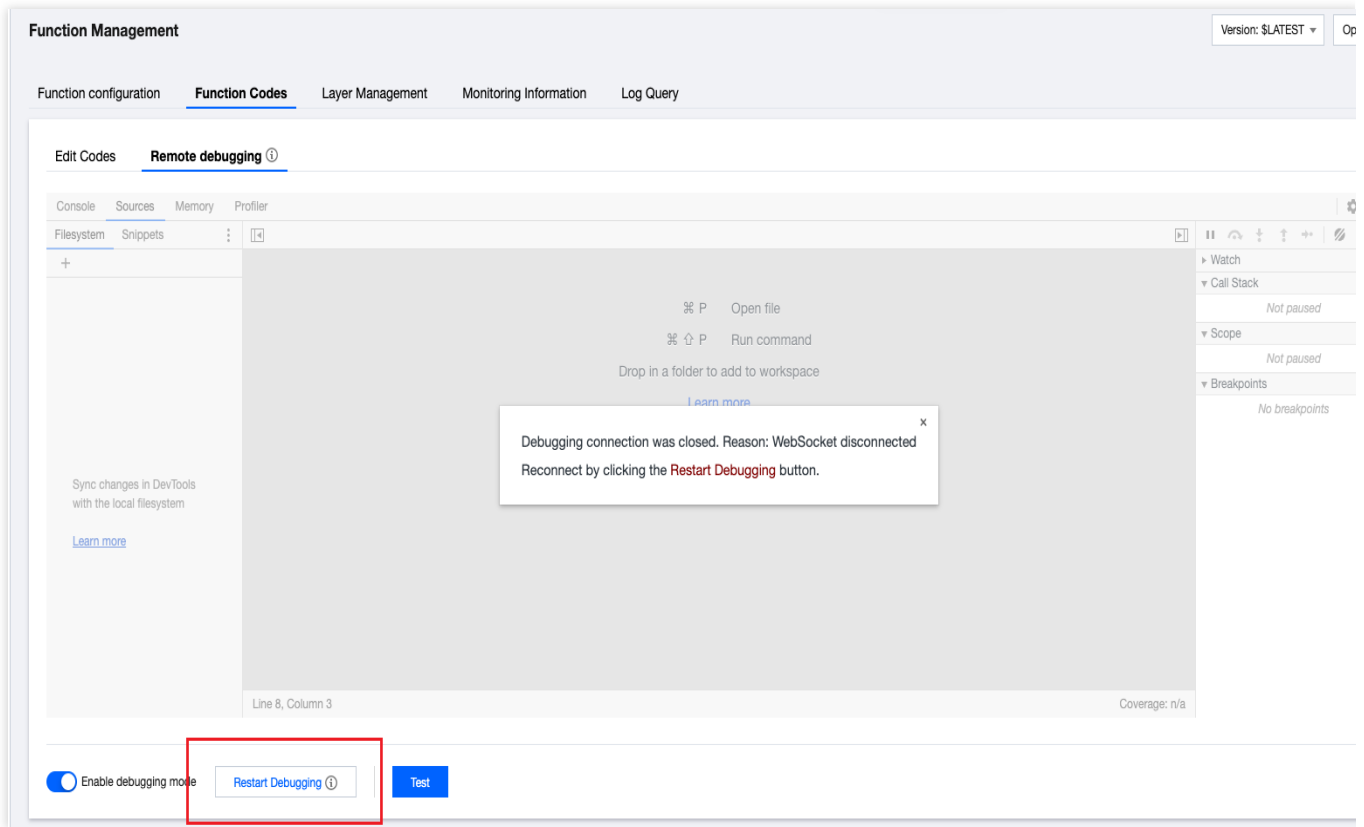 Function Management
Version: $LATEST
Op
Function configuration Function Codes Layer Management Monitoring Information Log Query
Edit Codes Remote debugging
Console Sources Memory Profiler
Filesystem Snippets
Watch
Call Stack
⌘ P Open file
Not paused
Scope
⌘ ⇧ P Run command
Not paused
Drop in a folder to add to workspace
Breakpoints
Learn more
No breakpoints
x
Debugging connection was closed. Reason: WebSocket disconnected
Reconnect by clicking the Restart Debugging button.
Sync changes in DevTools
with the local filesystem
Learn more
Line 8, Column 3 Coverage: n/a
Enable debugging mode Restart Debugging Test